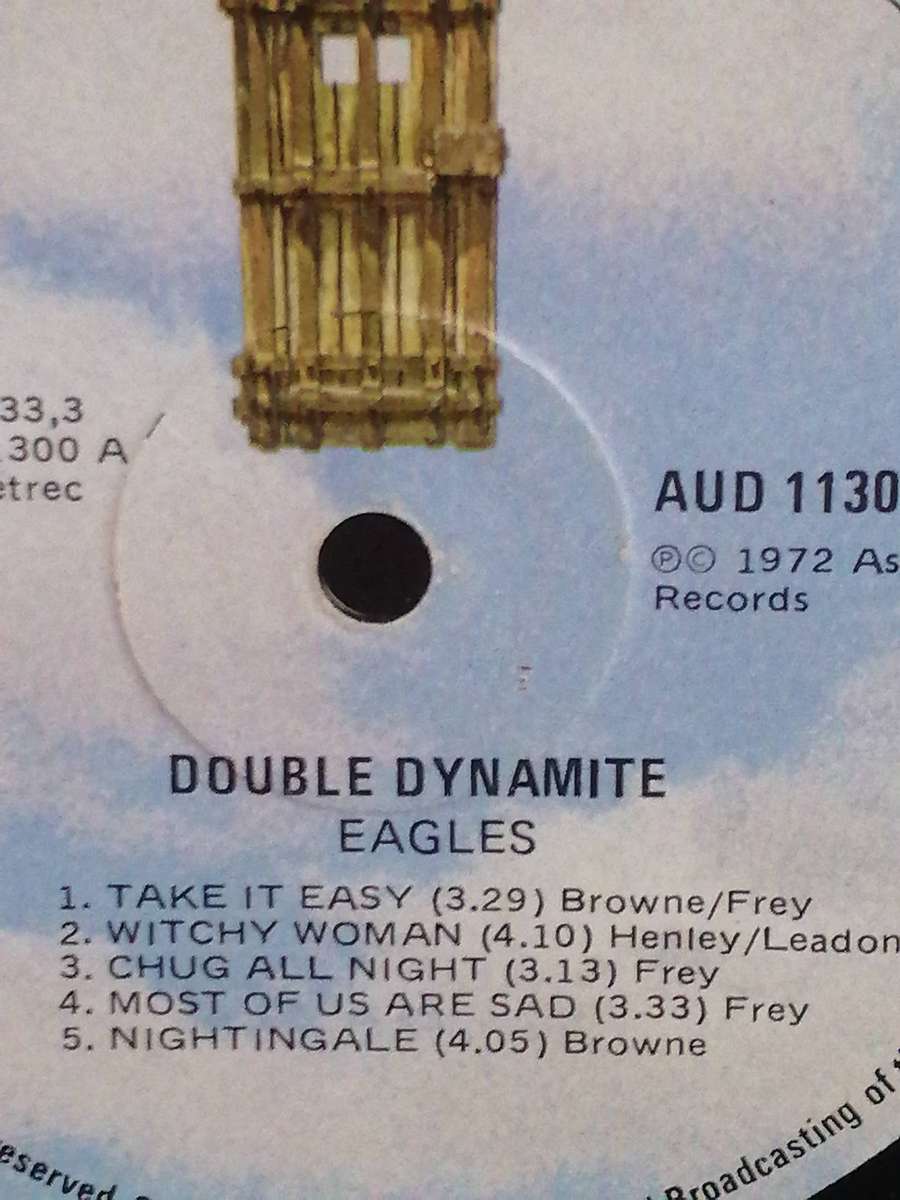 33,3
300 A
etrec
AUD 1130
Ⓟ© 1972 As
Records
DOUBLE DYNAMITE
EAGLES
1. TAKE IT EASY (3.29) Browne/Frey
2. WITCHY WOMAN (4.10) Henley/Leadon
3. CHUG ALL NIGHT (3.13) Frey
4. MOST OF US ARE SAD (3.33) Frey
5. NIGHTINGALE (4.05) Browne
eserved
Broadcasting of